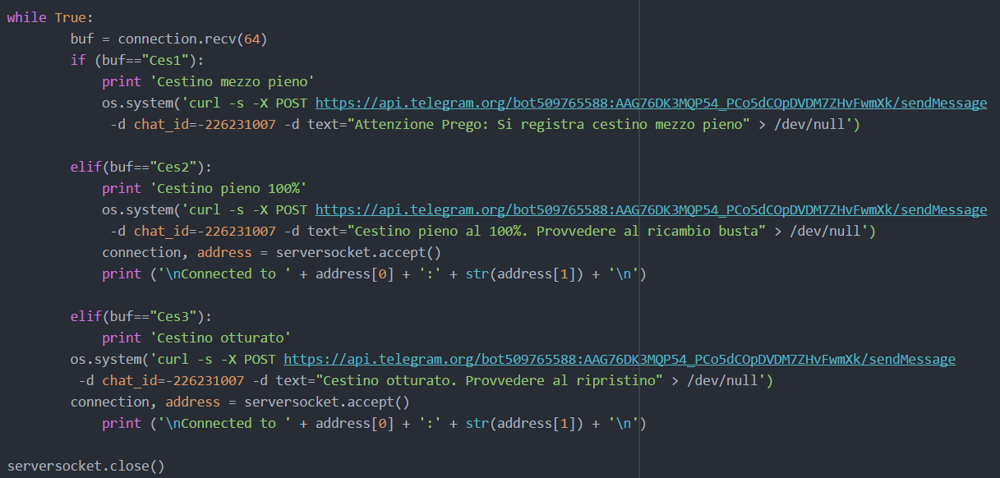 while True:
buf = connection.recv(64)
if (buf=="Ces1"):
print 'Cestino mezzo pieno'
os.system('curl -s -X POST https://api.telegram.org/bot509765588:AAG76DK3MQP54_PCo5dCOpDVDM7ZHvFwmXk/sendMessage
-d chat_id=-226231007 -d text="Attenzione Prego: Si registra cestino mezzo pieno" > /dev/null')
elif(buf=="Ces2"):
print 'Cestino pieno 100%'
os.system('curl -s -X POST https://api.telegram.org/bot509765588:AAG76DK3MQP54_PCo5dCOpDVDM7ZHvFwmXk/sendMessage
-d chat_id=-226231007 -d text="Cestino pieno al 100%. Provvedere al ricambio busta" > /dev/null')
connection, address = serversocket.accept()
print ('\nConnected to ' + address[0] + ':' + str(address[1]) + '\n')
elif(buf=="Ces3"):
print 'Cestino otturato'
os.system('curl -s -X POST https://api.telegram.org/bot509765588:AAG76DK3MQP54_PCo5dCOpDVDM7ZHvFwmXk/sendMessage
-d chat_id=-226231007 -d text="Cestino otturato. Provvedere al ripristino" > /dev/null')
connection, address = serversocket.accept()
print ('\nConnected to ' + address[0] + ':' + str(address[1]) + '\n')
serversocket.close()